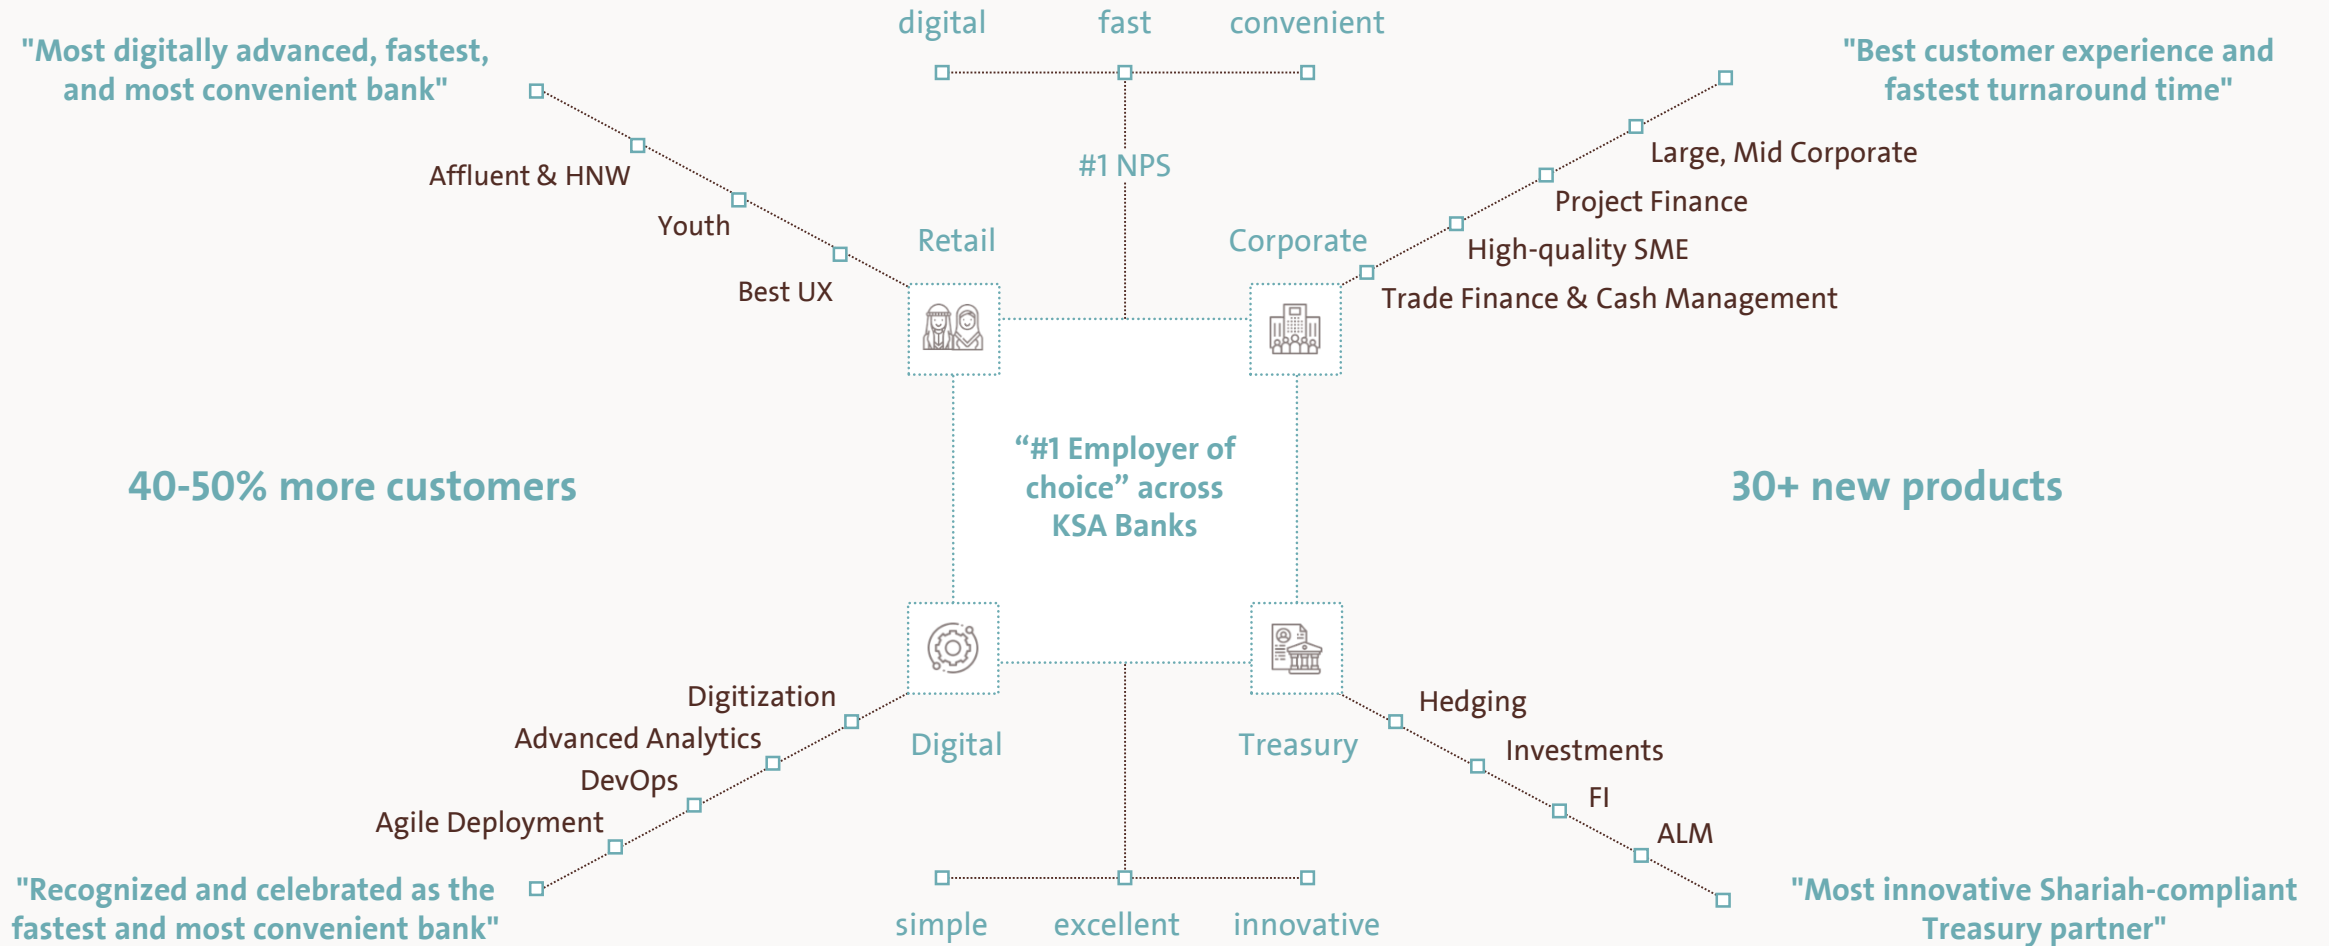 digital
fast
convenient
"Most digitally advanced, fastest,
and most convenient bank"
"Best customer experience and
fastest turnaround time"
Affluent & HNW
Youth
Best UX
#1 NPS
Large, Mid Corporate
Project Finance
High-quality SME
Trade Finance & Cash Management
Retail
Corporate
40-50% more customers
“#1 Employer of
choice” across
KSA Banks
30+ new products
Digitization
Advanced Analytics
DevOps
Agile Deployment
Digital
Treasury
Hedging
Investments
FI
ALM
"Recognized and celebrated as the
fastest and most convenient bank"
simple
excellent
innovative
"Most innovative Shariah-compliant
Treasury partner"